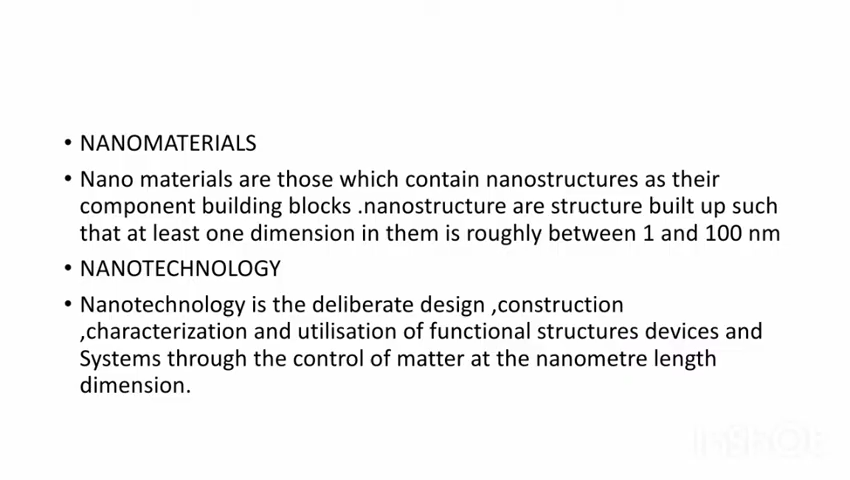 • NANOMATERIALS
• Nano materials are those which contain nanostructures as their
component building blocks .nanostructure are structure built up such
that at least one dimension in them is roughly between 1 and 100 nm
• NANOTECHNOLOGY
• Nanotechnology is the deliberate design ,construction
,characterization and utilisation of functional structures devices and
Systems through the control of matter at the nanometre length
dimension.